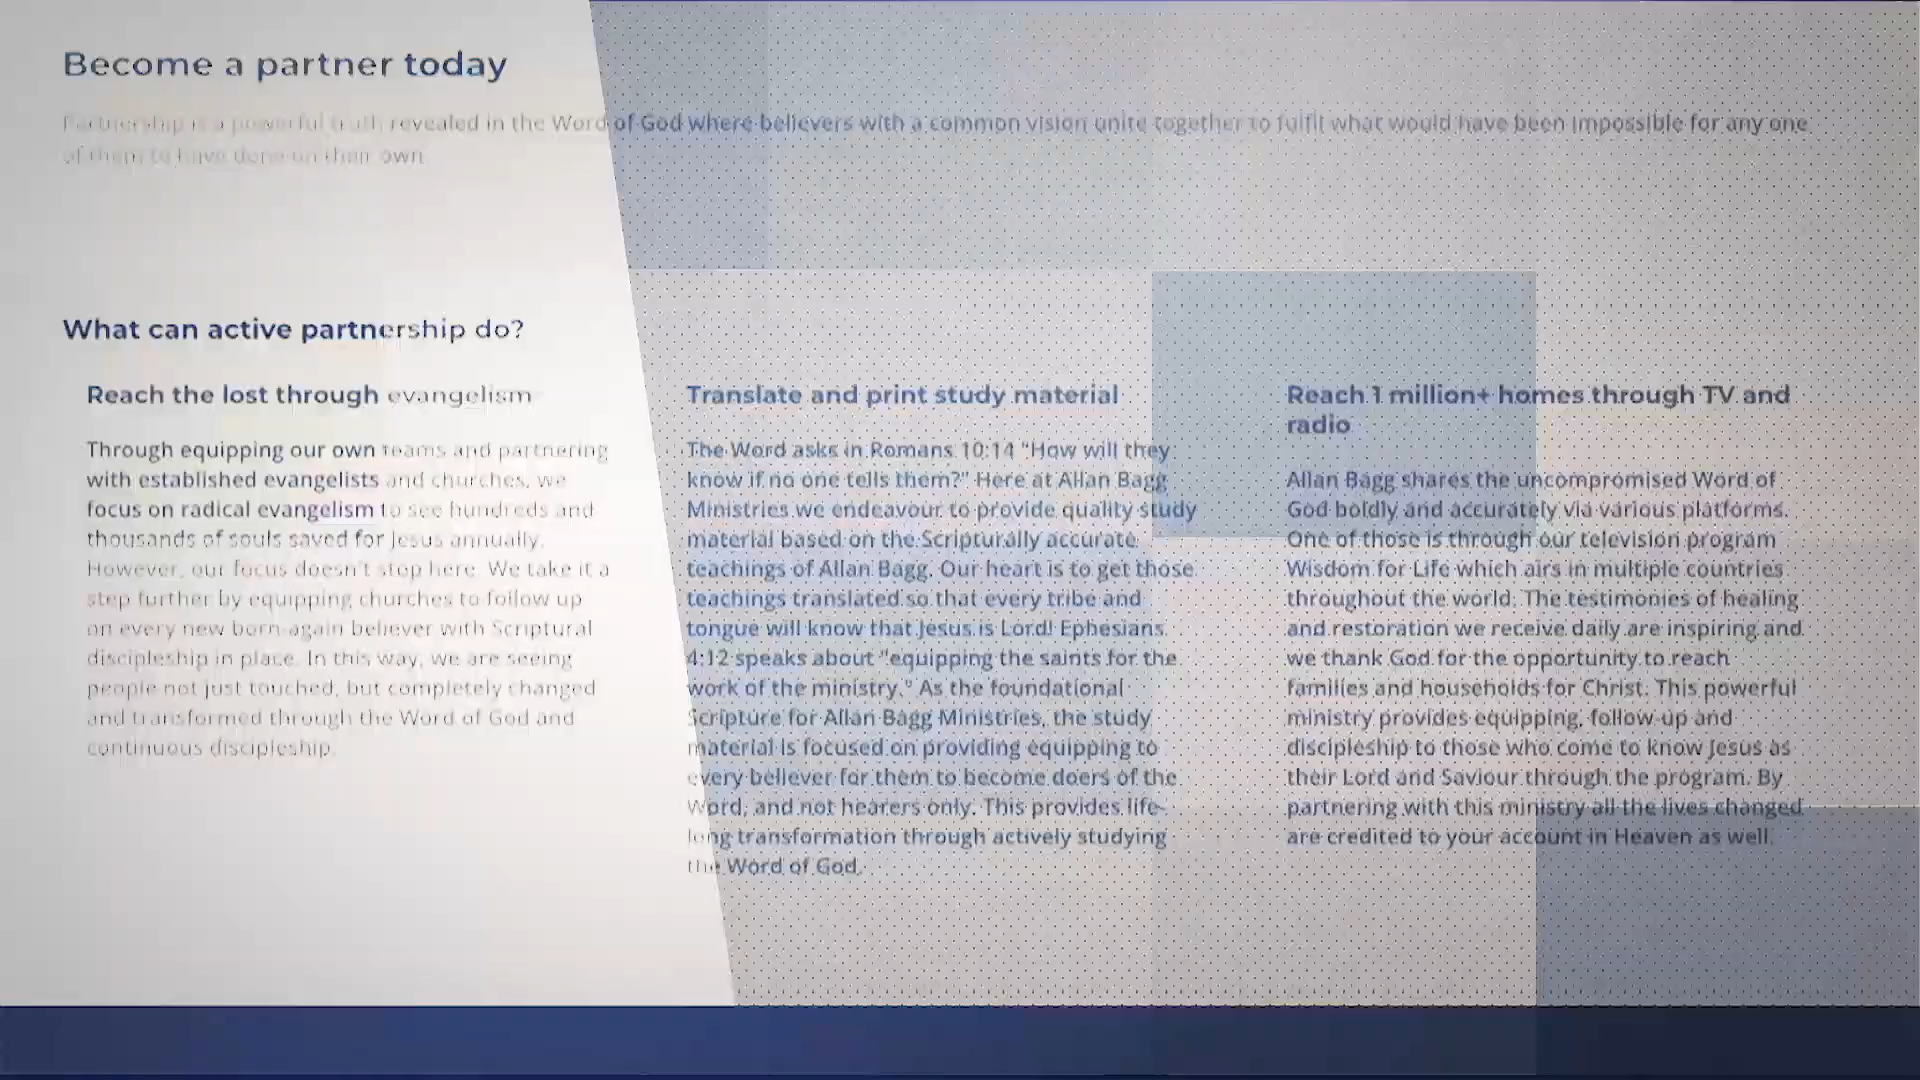 Become a partner today
Partnership is a powerful truth revealed in the Word of God where believers with a common vision unite together to fulfil what would have been impossible for any one
of them to have done on their own.
What can active partnership do?
Reach the lost through evangelism
Through equipping our own teams and partnering
with established evangelists and churches, we
focus on radical evangelism to see hundreds and
thousands of souls saved for Jesus annually.
However, our focus doesn't stop here. We take it a
step further by equipping churches to follow up
on every new born-again believer with Scriptural
discipleship in place. In this way, we are seeing
people not just touched, but completely changed
and transformed through the Word of God and
continuous discipleship.
Translate and print study material
The Word asks in Romans 10:14 "How will they
know if no one tells them?" Here at Allan Bagg
Ministries we endeavour to provide quality study
material based on the Scripturally accurate
teachings of Allan Bagg. Our heart is to get those
teachings translated so that every tribe and
tongue will know that Jesus is Lord! Ephesians
4:12 speaks about "equipping the saints for the
work of the ministry." As the foundational
Scripture for Allan Bagg Ministries, the study
material is focused on providing equipping to
every believer for them to become doers of the
Word, and not hearers only. This provides life-
long transformation through actively studying
the Word of God.
Reach 1 million+ homes through TV and
radio
Allan Bagg shares the uncompromised Word of
God boldly and accurately via various platforms.
One of those is through our television program
Wisdom for Life which airs in multiple countries
throughout the world. The testimonies of healing
and restoration we receive daily are inspiring and
we thank God for the opportunity to reach
families and households for Christ. This powerful
ministry provides equipping, follow-up and
discipleship to those who come to know Jesus as
their Lord and Saviour through the program. By
partnering with this ministry all the lives changed
are credited to your account in Heaven as well.